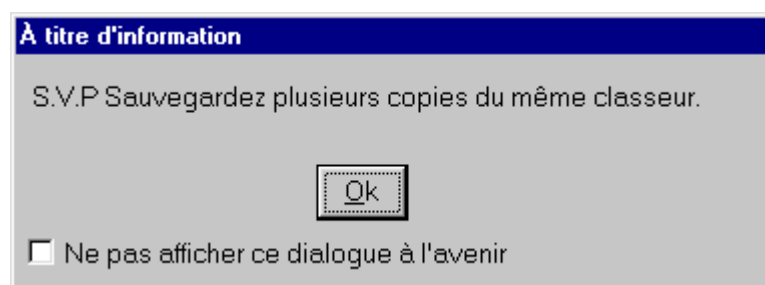 À titre d'information
S.V.P Sauvegardez plusieurs copies du même classeur.
Ok
Ne pas afficher ce dialogue à l'avenir